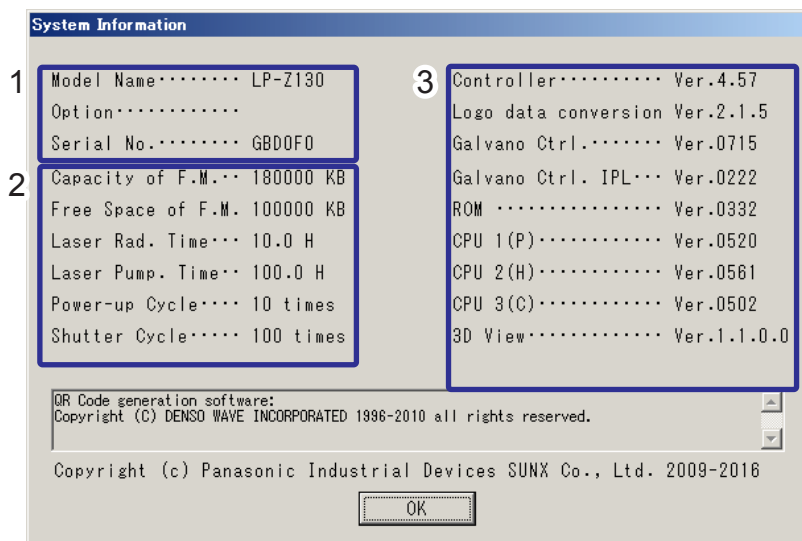 System Information
1
Model Name········ LP-Z130
Option············
Serial No.········ GBD0F0
2
Capacity of F.M.·· 180000 KB
Free Space of F.M. 100000 KB
Laser Rad. Time··· 10.0 H
Laser Pump. Time·· 100.0 H
Power-up Cycle···· 10 times
Shutter Cycle····· 100 times
3
Controller·········· Ver.4.57
Logo data conversion Ver.2.1.5
Galvano Ctrl.······· Ver.0715
Galvano Ctrl. IPL··· Ver.0222
ROM ················ Ver.0332
CPU 1(P)············ Ver.0520
CPU 2(H)············ Ver.0561
CPU 3(C)············ Ver.0502
3D View············· Ver.1.1.0.0
QR Code generation software:
Copyright (C) DENSO WAVE INCORPORATED 1996-2010 all rights reserved.
Copyright (c) Panasonic Industrial Devices SUNX Co., Ltd. 2009-2016
OK